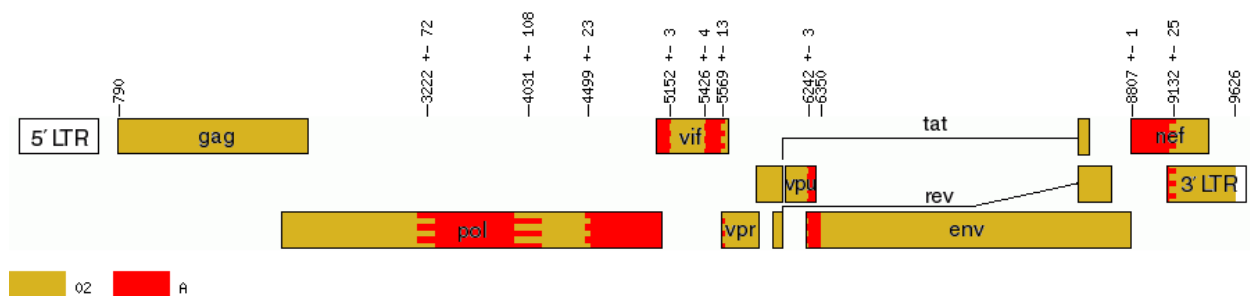 790
3222 +- 72
4031 +- 108
4499 +- 23
5152 +- 3
5426 +- 4
5569 +- 13
6242 +- 3
6350
8807 +- 1
9132 +- 25
9626
5' LTR
gag
vif
tat
nef
vpu
rev
3' LTR
pol
vpr
env
02
A